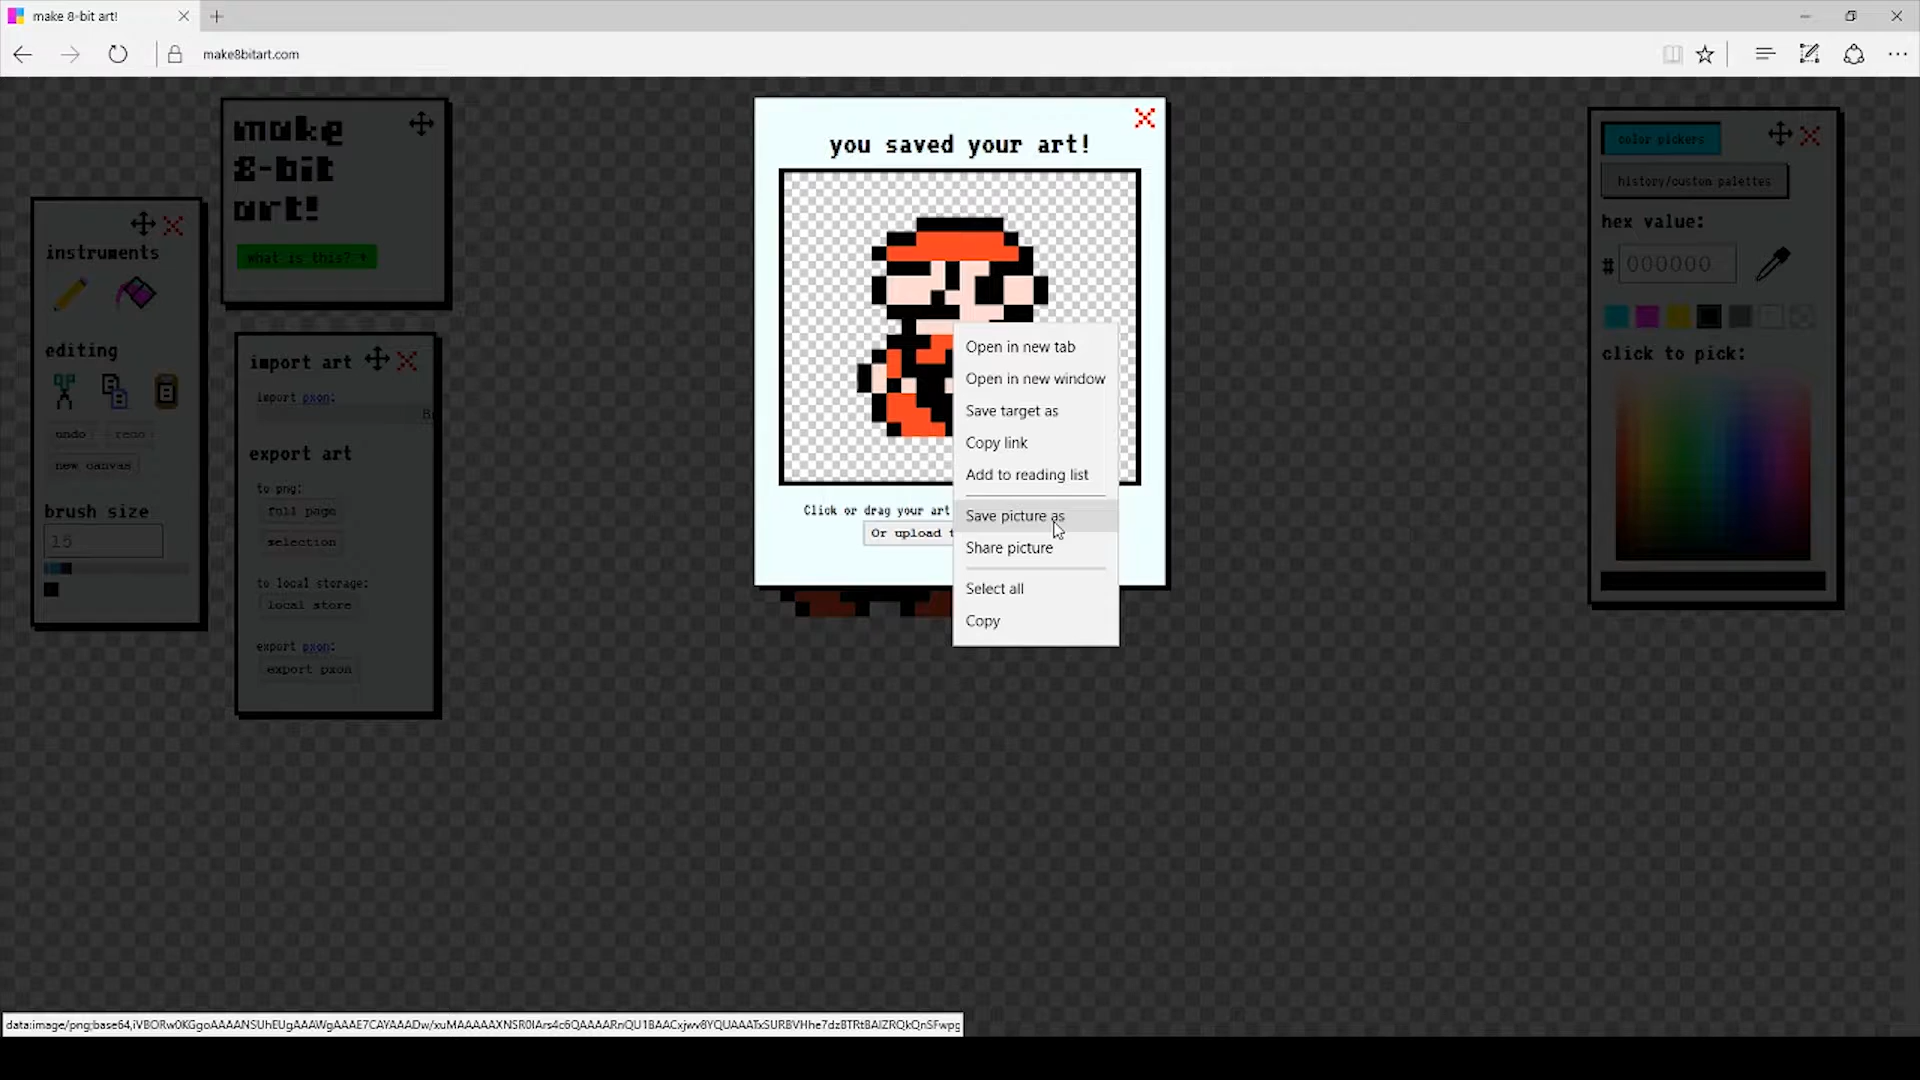 make 8-bit art!
make8bitart.com
make
8-bit
art!
what is this? +
instruments
editing
undo
redo
new canvas
brush size
15
import art
import pxon:
export art
to png:
full page
selection
to local storage:
local store
export pxon:
export pxon
you saved your art!
Click or drag your art
Or upload t
Open in new tab
Open in new window
Save target as
Copy link
Add to reading list
Save picture as
Share picture
Select all
Copy
color pickers
history/custom palettes
hex value:
# 000000
click to pick: